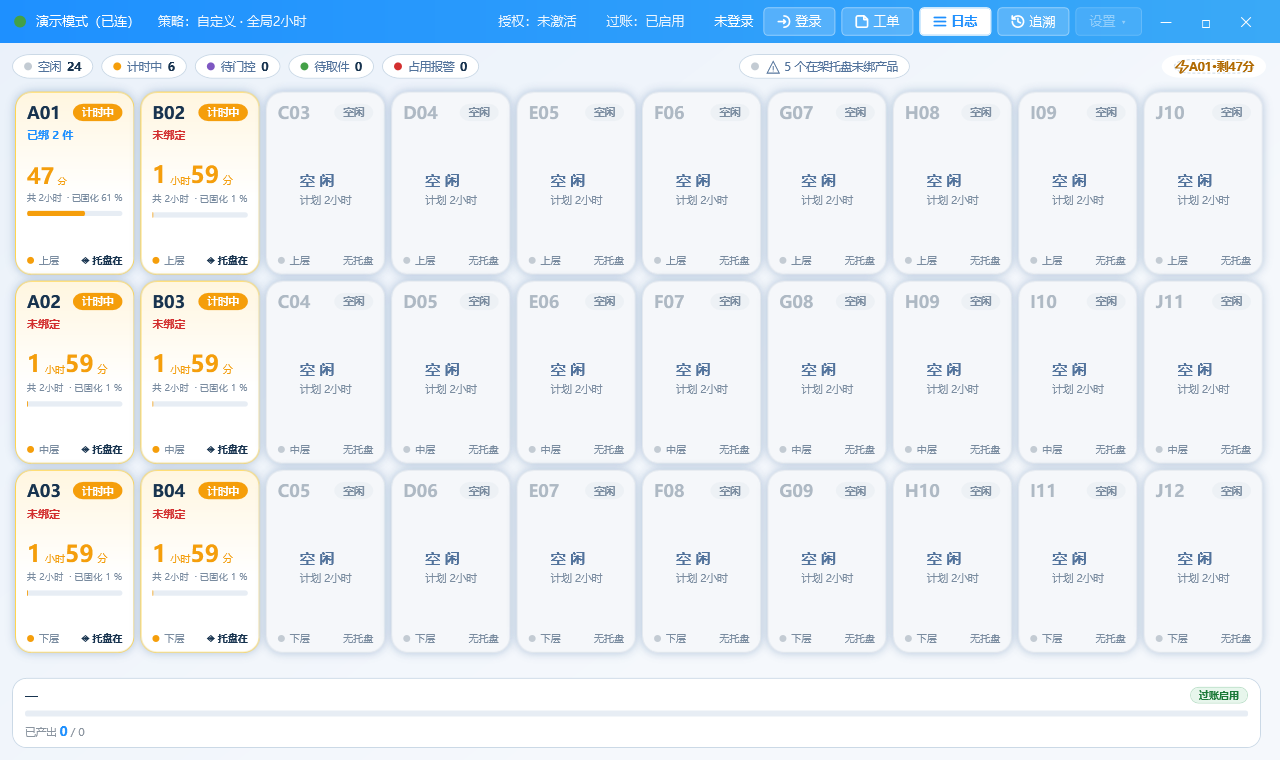 演示模式（已连） 策略：自定义 · 全局2小时 授权：未激活 过账：已启用 未登录 登录 工单 日志 追溯 设置
空闲 24 计时中 6 待门控 0 待取件 0 占用报警 0 5 个在架托盘未绑产品 A01·剩47分
A01 计时中 B02 计时中 C03 空闲 D04 空闲 E05 空闲 F06 空闲 G07 空闲 H08 空闲 I09 空闲 J10 空闲
已绑 2 件 未绑定
47 分 1 小时 59 分 空 闲 空 闲 空 闲 空 闲 空 闲 空 闲 空 闲 空 闲
共 2小时 · 已固化 61 % 共 2小时 · 已固化 1 % 计划 2小时 计划 2小时 计划 2小时 计划 2小时 计划 2小时 计划 2小时 计划 2小时 计划 2小时
上层 托盘在 上层 托盘在 上层 无托盘 上层 无托盘 上层 无托盘 上层 无托盘 上层 无托盘 上层 无托盘 上层 无托盘 上层 无托盘
A02 计时中 B03 计时中 C04 空闲 D05 空闲 E06 空闲 F07 空闲 G08 空闲 H09 空闲 I10 空闲 J11 空闲
未绑定 未绑定
1 小时 59 分 1 小时 59 分 空 闲 空 闲 空 闲 空 闲 空 闲 空 闲 空 闲 空 闲
共 2小时 · 已固化 1 % 共 2小时 · 已固化 1 % 计划 2小时 计划 2小时 计划 2小时 计划 2小时 计划 2小时 计划 2小时 计划 2小时 计划 2小时
中层 托盘在 中层 托盘在 中层 无托盘 中层 无托盘 中层 无托盘 中层 无托盘 中层 无托盘 中层 无托盘 中层 无托盘 中层 无托盘
A03 计时中 B04 计时中 C05 空闲 D06 空闲 E07 空闲 F08 空闲 G09 空闲 H10 空闲 I11 空闲 J12 空闲
未绑定 未绑定
1 小时 59 分 1 小时 59 分 空 闲 空 闲 空 闲 空 闲 空 闲 空 闲 空 闲 空 闲
共 2小时 · 已固化 1 % 共 2小时 · 已固化 1 % 计划 2小时 计划 2小时 计划 2小时 计划 2小时 计划 2小时 计划 2小时 计划 2小时 计划 2小时
下层 托盘在 下层 托盘在 下层 无托盘 下层 无托盘 下层 无托盘 下层 无托盘 下层 无托盘 下层 无托盘 下层 无托盘 下层 无托盘
— 过账启用
已产出 0 / 0